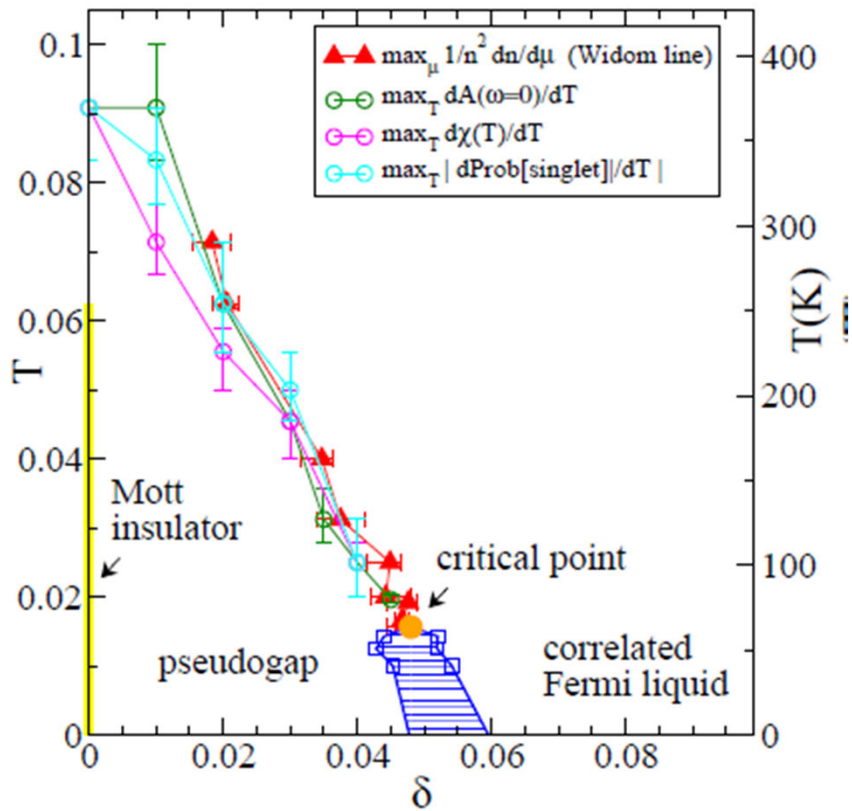 0.1
0.08
0.06
0.04
0.02
0
T
400
300
200
100
0
T(K)
max_μ 1/n² dn/dμ (Widom line)
max_T dA(ω=0)/dT
max_T dχ(T)/dT
max_T | dProb[singlet]|/dT |
Mott
insulator
critical point
pseudogap
correlated
Fermi liquid
0 0.02 0.04 0.06 0.08
δ